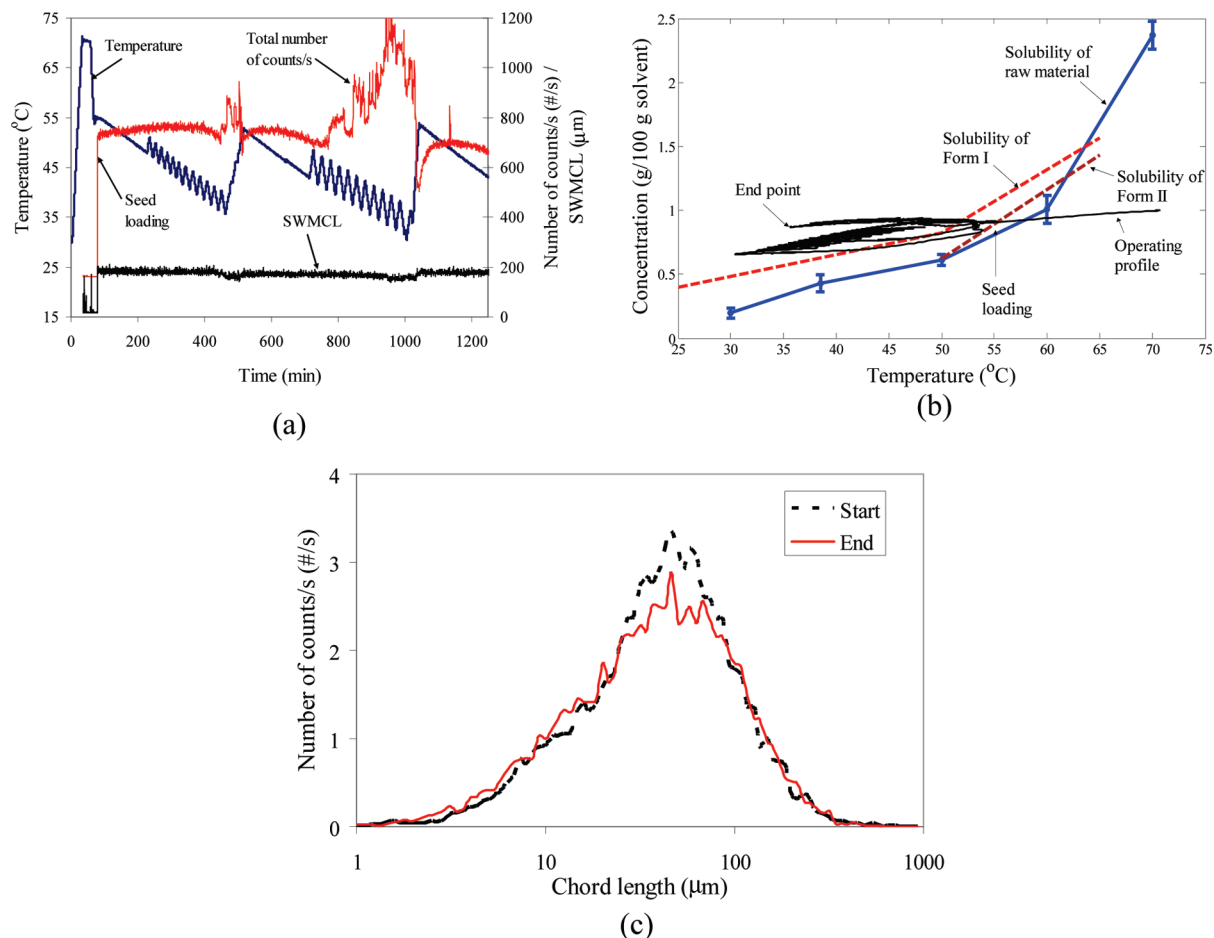 75
65
55
45
35
25
15
Temperature (°C)
Temperature
Total number
of counts/s
Seed
loading
SWMCL
1200
1000
800
600
400
200
0
Number of counts/s (#/s) /
SWMCL (μm)
0 200 400 600 800 1000 1200
Time (min)
(a)
2.5
2
1.5
1
0.5
0
Concentration (g/100 g solvent)
Solubility of
raw material
Solubility of
Form I
Solubility of
Form II
End point
Operating
profile
Seed
loading
25 30 35 40 45 50 55 60 65 70 75
Temperature (°C)
(b)
4
3
2
1
0
Number of counts/s (#/s)
Start
End
1 10 100 1000
Chord length (μm)
(c)